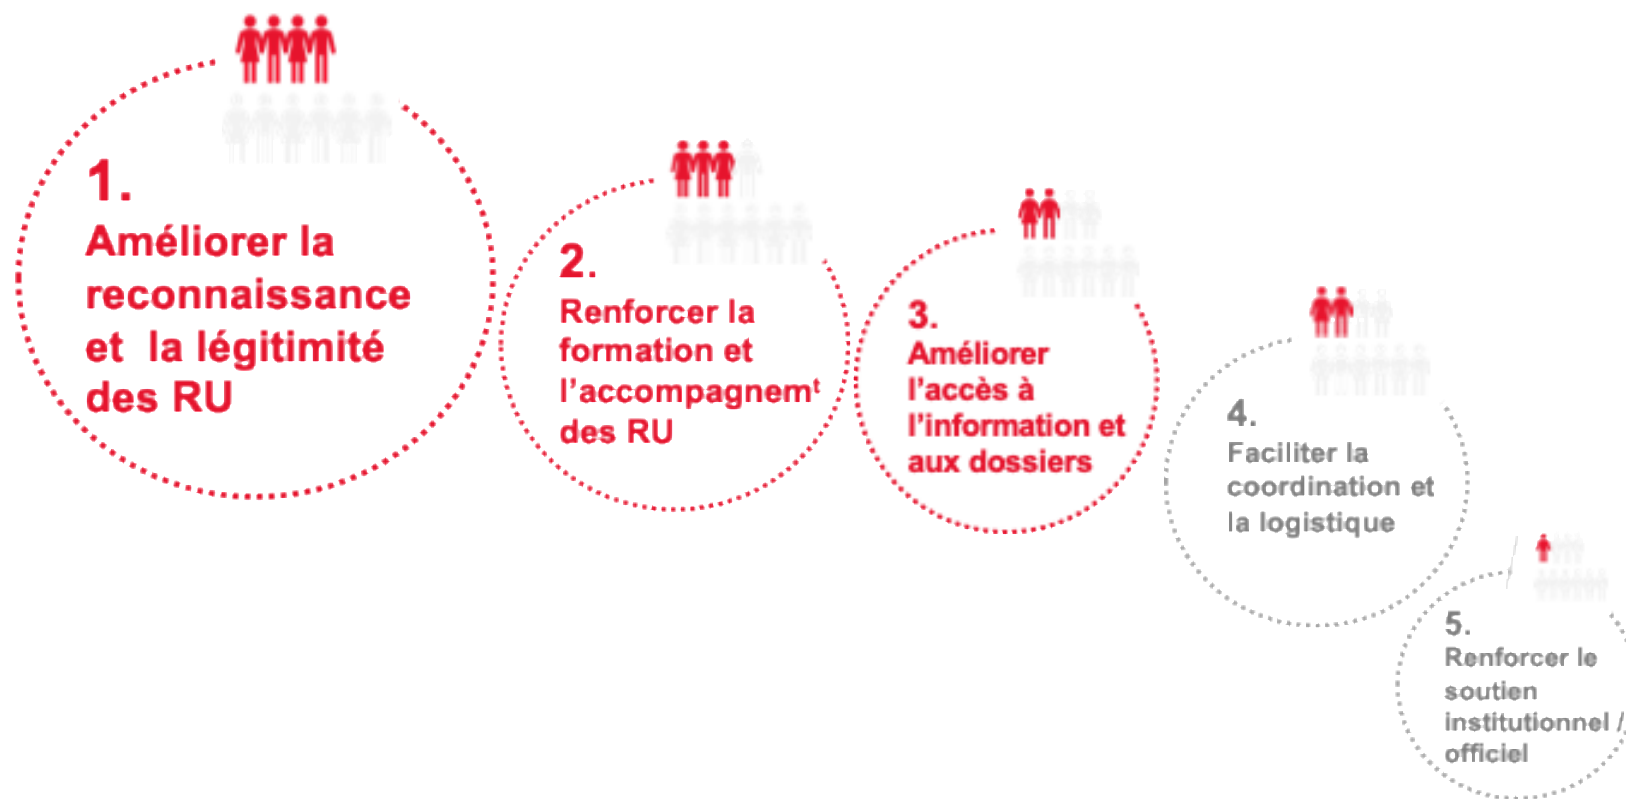 1.
Améliorer la
reconnaissance
et la légitimité
des RU
2.
Renforcer la
formation et
l'accompagnemᵗ
des RU
3.
Améliorer
l'accès à
l'information et
aux dossiers
4.
Faciliter la
coordination et
la logistique
5.
Renforcer le
soutien
institutionnel /
officiel